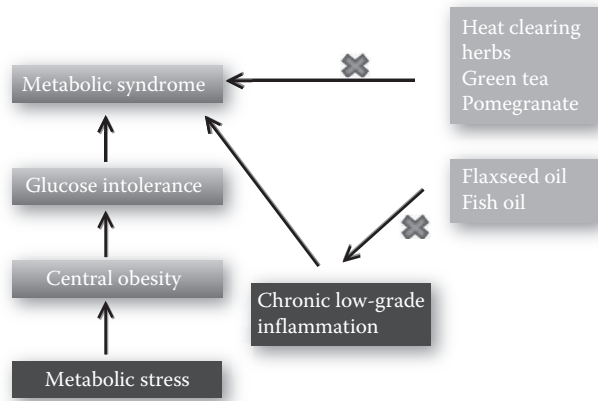 Heat clearing
herbs
Green tea
Pomegranate
Metabolic syndrome
Glucose intolerance
Flaxseed oil
Fish oil
Central obesity
Chronic low-grade
inflammation
Metabolic stress